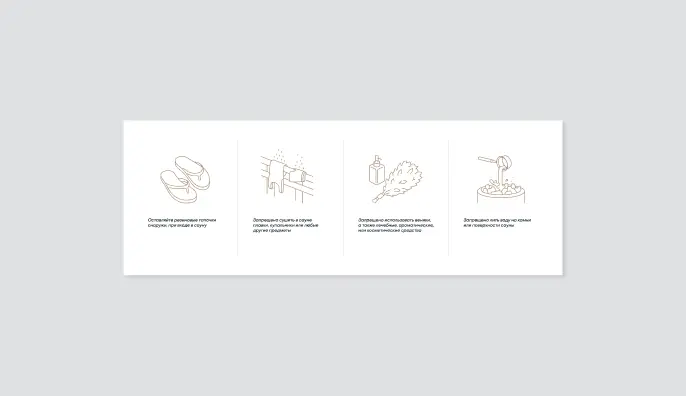 Оставляйте резиновые тапочки
снаружи, при входе в сауну
Запрещено сушить в сауне
плавки, купальники или любые
другие предметы
Запрещено использовать веники,
а также лечебные, ароматические,
или косметические средства
Запрещено лить воду на камни
или поверхности сауны